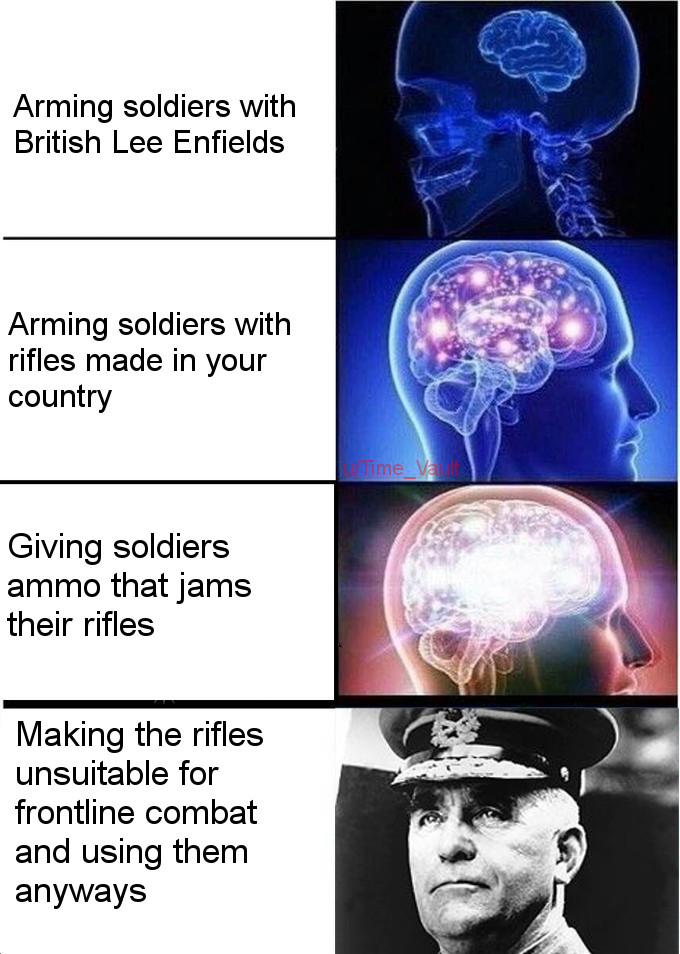 Arming soldiers with
British Lee Enfields
Arming soldiers with
rifles made in your
country
u/Time_Vault
Giving soldiers
ammo that jams
their rifles
Making the rifles
unsuitable for
frontline combat
and using them
anyways